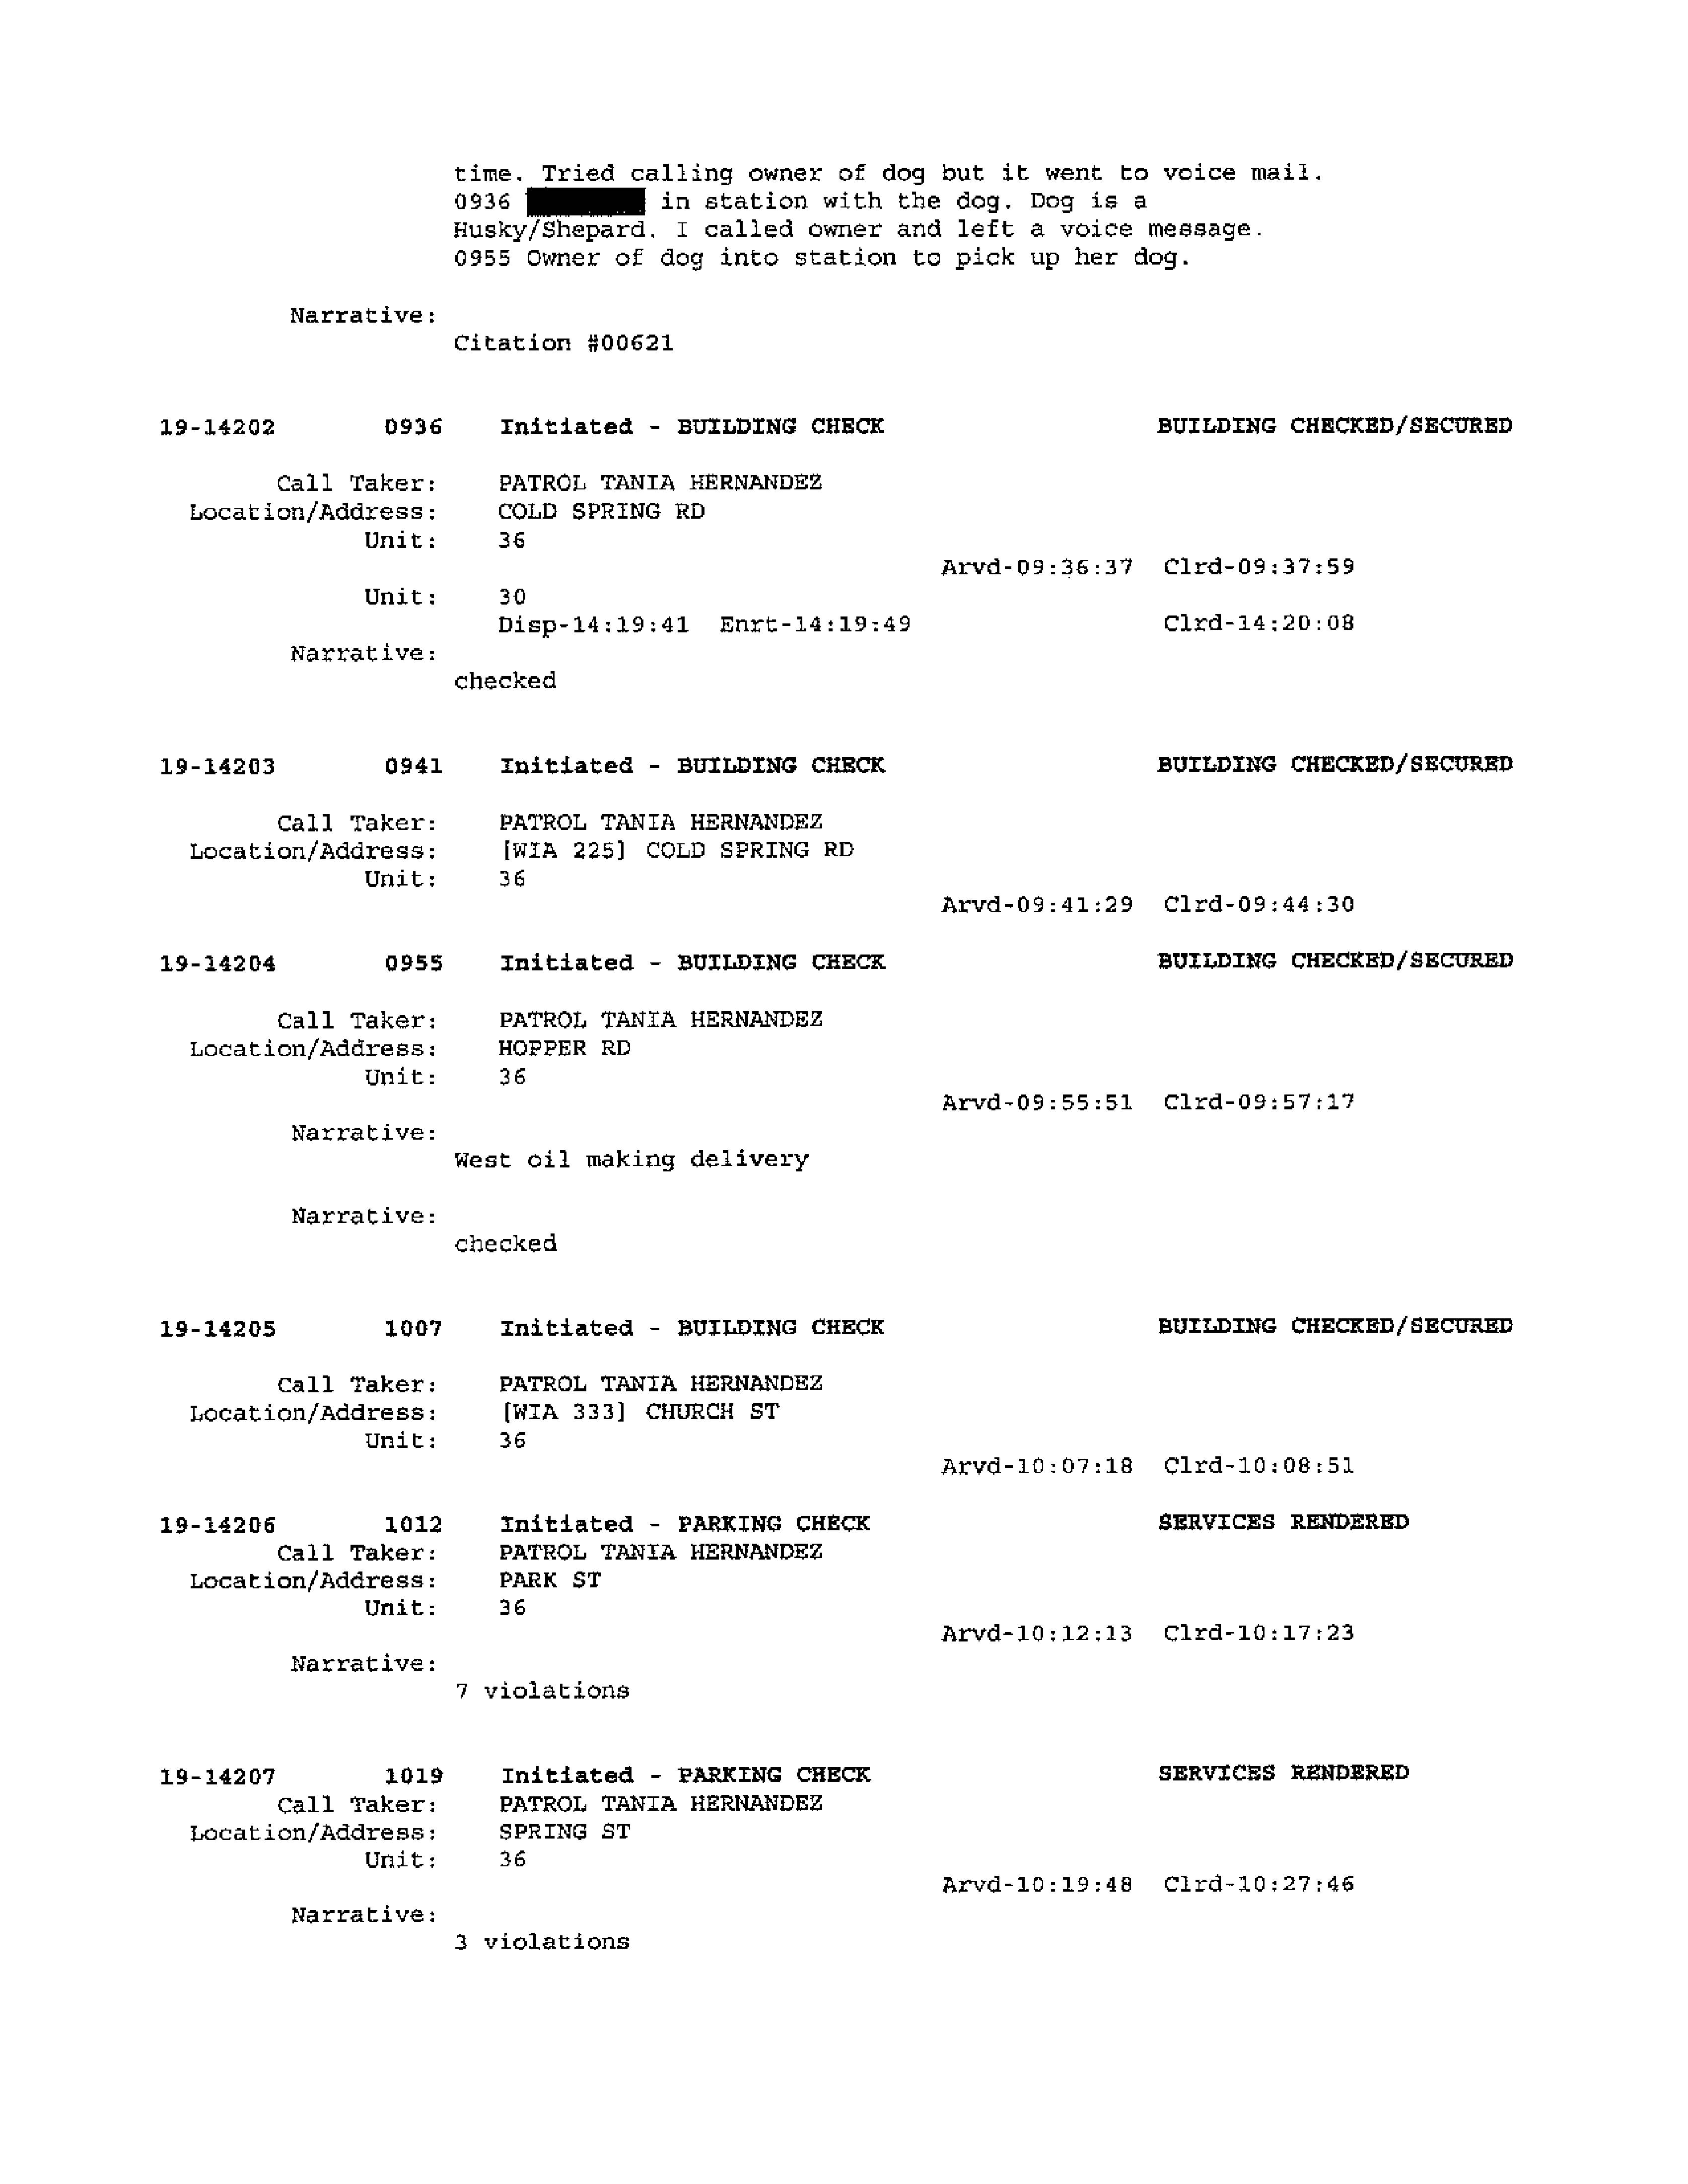 time. Tried calling owner of dog but it went to voice mail.
0936 in station with the dog. Dog is a
Husky/Shepard. I called owner and left a voice message.
0955 Owner of dog into station to pick up her dog.
Narrative:
Citation #00621
19-14202 0936 Initiated - BUILDING CHECK BUILDING CHECKED/SECURED
Call Taker: PATROL TANIA HERNANDEZ
Location/Address: COLD SPRING RD
Unit: 36
Arvd-09:36:37 Clrd-09:37:59
Unit: 30
Disp-14:19:41 Enrt-14:19:49 Clrd-14:20:08
Narrative:
checked
19-14203 0941 Initiated - BUILDING CHECK BUILDING CHECKED/SECURED
Call Taker: PATROL TANIA HERNANDEZ
Location/Address: [WIA 225] COLD SPRING RD
Unit: 36
Arvd-09:41:29 Clrd-09:44:30
19-14204 0955 Initiated - BUILDING CHECK BUILDING CHECKED/SECURED
Call Taker: PATROL TANIA HERNANDEZ
Location/Address: HOPPER RD
Unit: 36
Arvd-09:55:51 Clrd-09:57:17
Narrative:
West oil making delivery
Narrative:
checked
19-14205 1007 Initiated - BUILDING CHECK BUILDING CHECKED/SECURED
Call Taker: PATROL TANIA HERNANDEZ
Location/Address: [WIA 333] CHURCH ST
Unit: 36
Arvd-10:07:18 Clrd-10:08:51
19-14206 1012 Initiated - PARKING CHECK SERVICES RENDERED
Call Taker: PATROL TANIA HERNANDEZ
Location/Address: PARK ST
Unit: 36
Arvd-10:12:13 Clrd-10:17:23
Narrative:
7 violations
19-14207 1019 Initiated - PARKING CHECK SERVICES RENDERED
Call Taker: PATROL TANIA HERNANDEZ
Location/Address: SPRING ST
Unit: 36
Arvd-10:19:48 Clrd-10:27:46
Narrative:
3 violations